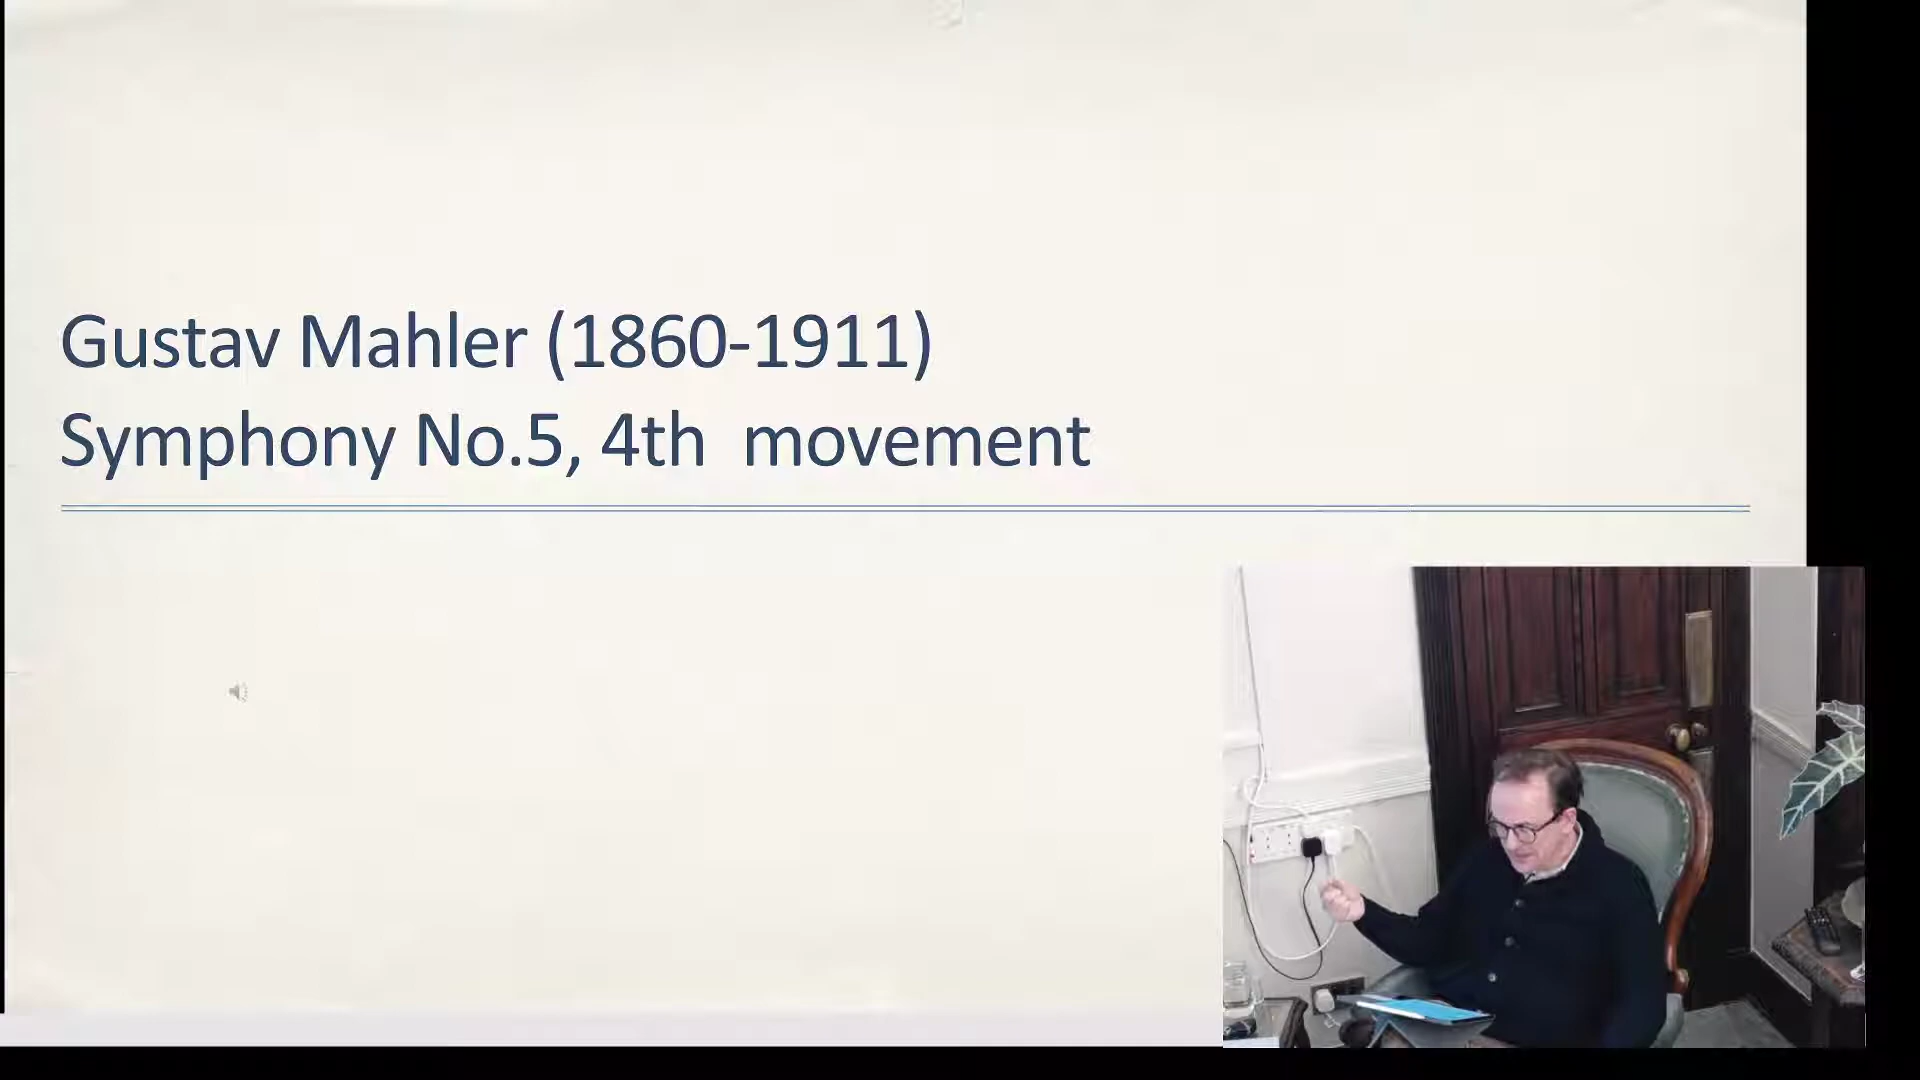 Gustav Mahler (1860-1911)
Symphony No.5, 4th movement